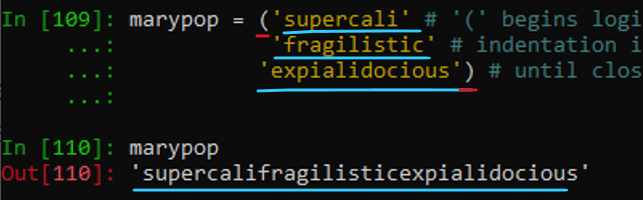 In [109]: marypop = ('supercali' # '(' begins logi
...: 'fragilistic' # indentation i
...: 'expialidocious') # until clos
...:
In [110]: marypop
Out[110]: 'supercalifragilisticexpialidocious'